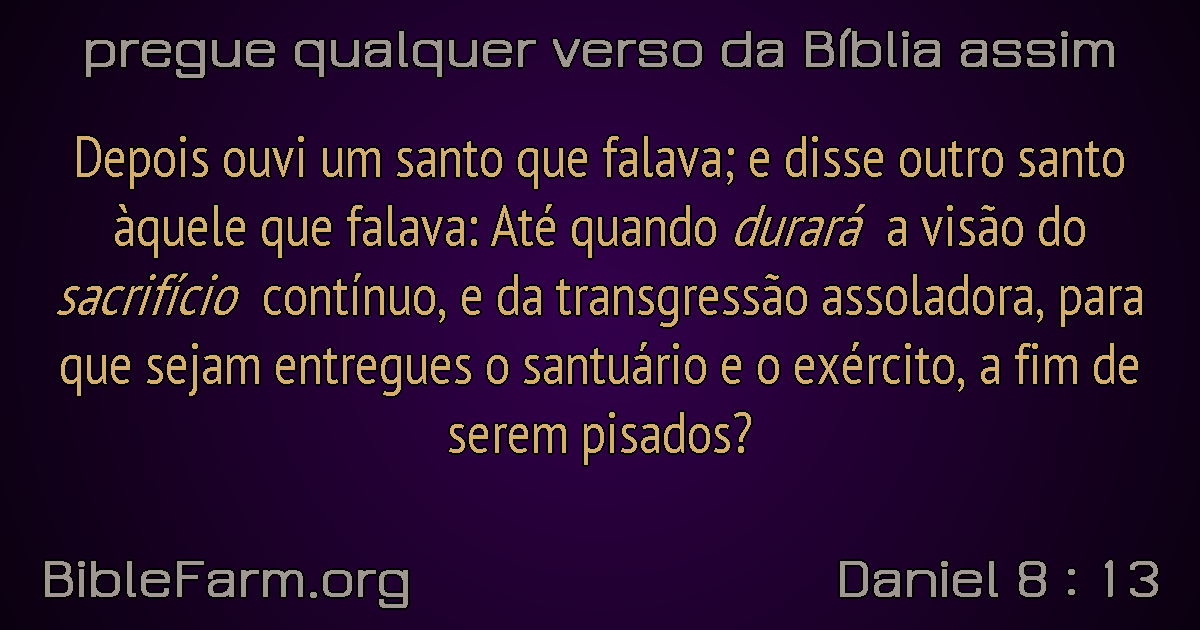 pregue qualquer verso da Bíblia assim
Depois ouvi um santo que falava; e disse outro santo
àquele que falava: Até quando durará a visão do
sacrifício contínuo, e da transgressão assoladora, para
que sejam entregues o santuário e o exército, a fim de
serem pisados?
BibleFarm.org
Daniel 8 : 13